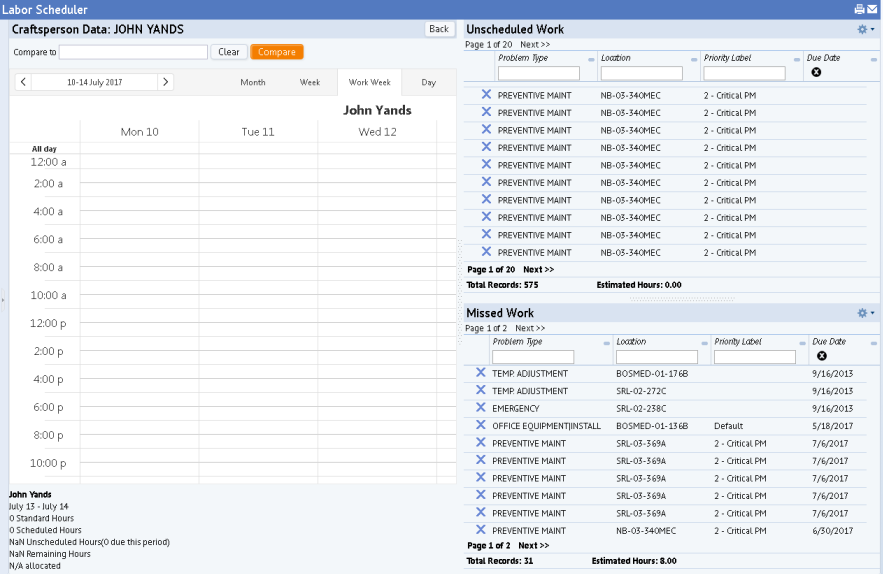 Labor Scheduler
Craftsperson Data: JOHN YANDS
Back
Compare to
Clear
Compare
10-14 July 2017
Month
Week
Work Week
Day
John Yands
Mon 10
Tue 11
Wed 12
All day
12:00 a
2:00 a
4:00 a
6:00 a
8:00 a
10:00 a
12:00 p
2:00 p
4:00 p
6:00 p
8:00 p
10:00 p
John Yands
July 13 - July 14
0 Standard Hours
0 Scheduled Hours
NaN Unscheduled Hours(0 due this period)
NaN Remaining Hours
N/A allocated
Unscheduled Work
Page 1 of 20 Next >>
Problem Type Location Priority Label Due Date
PREVENTIVE MAINT NB-03-340MEC 2 - Critical PM
PREVENTIVE MAINT NB-03-340MEC 2 - Critical PM
PREVENTIVE MAINT NB-03-340MEC 2 - Critical PM
PREVENTIVE MAINT NB-03-340MEC 2 - Critical PM
PREVENTIVE MAINT NB-03-340MEC 2 - Critical PM
PREVENTIVE MAINT NB-03-340MEC 2 - Critical PM
PREVENTIVE MAINT NB-03-340MEC 2 - Critical PM
PREVENTIVE MAINT NB-03-340MEC 2 - Critical PM
PREVENTIVE MAINT NB-03-340MEC 2 - Critical PM
PREVENTIVE MAINT NB-03-340MEC 2 - Critical PM
Page 1 of 20 Next >>
Total Records: 575 Estimated Hours: 0.00
Missed Work
Page 1 of 2 Next >>
Problem Type Location Priority Label Due Date
TEMP. ADJUSTMENT BOSMED-01-176B 9/16/2013
TEMP. ADJUSTMENT SRL-02-272C 9/16/2013
EMERGENCY SRL-02-238C 9/16/2013
OFFICE EQUIPMENT|INSTALL BOSMED-01-136B Default 5/18/2017
PREVENTIVE MAINT SRL-03-369A 2 - Critical PM 7/6/2017
PREVENTIVE MAINT SRL-03-369A 2 - Critical PM 7/6/2017
PREVENTIVE MAINT SRL-03-369A 2 - Critical PM 7/6/2017
PREVENTIVE MAINT SRL-03-369A 2 - Critical PM 7/6/2017
PREVENTIVE MAINT SRL-03-369A 2 - Critical PM 7/6/2017
PREVENTIVE MAINT NB-03-340MEC 2 - Critical PM 6/30/2017
Page 1 of 2 Next >>
Total Records: 31 Estimated Hours: 8.00